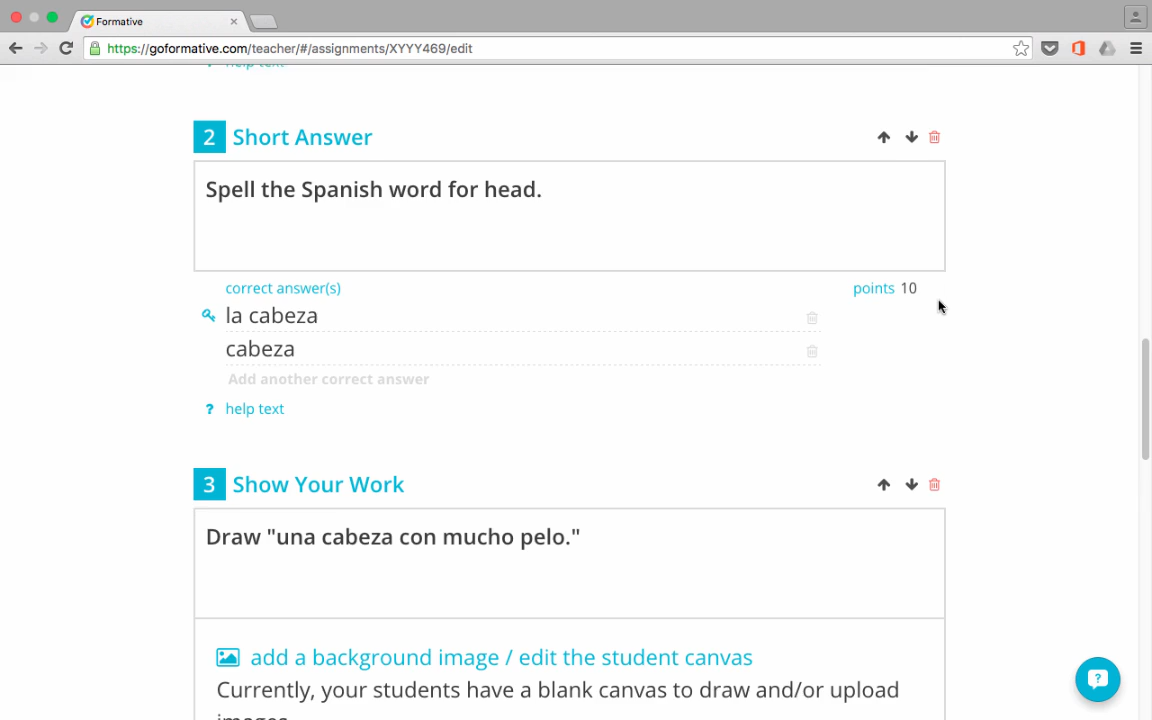 Formative
https://goformative.com/teacher/#/assignments/XYYY469/edit
? help text
2 Short Answer
Spell the Spanish word for head.
correct answer(s)
points 10
la cabeza
cabeza
Add another correct answer
? help text
3 Show Your Work
Draw "una cabeza con mucho pelo."
add a background image / edit the student canvas
Currently, your students have a blank canvas to draw and/or upload
images